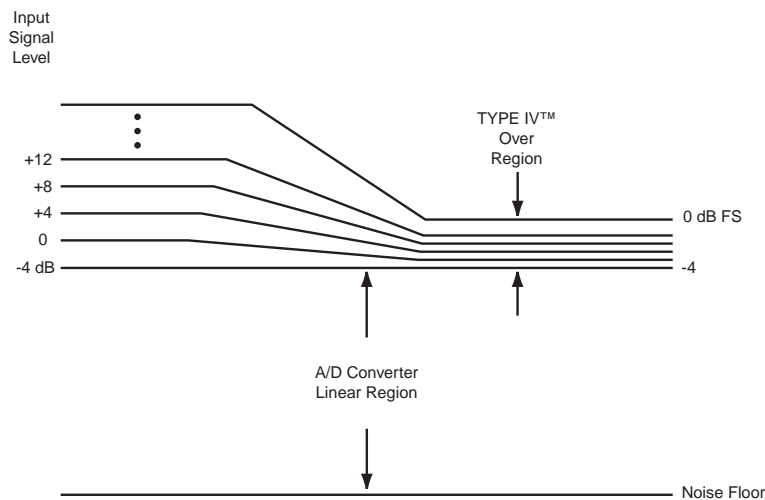 Input
Signal
Level
TYPE IV™
Over
Region
+12
+8
+4
0
-4 dB
0 dB FS
-4
A/D Converter
Linear Region
Noise Floor